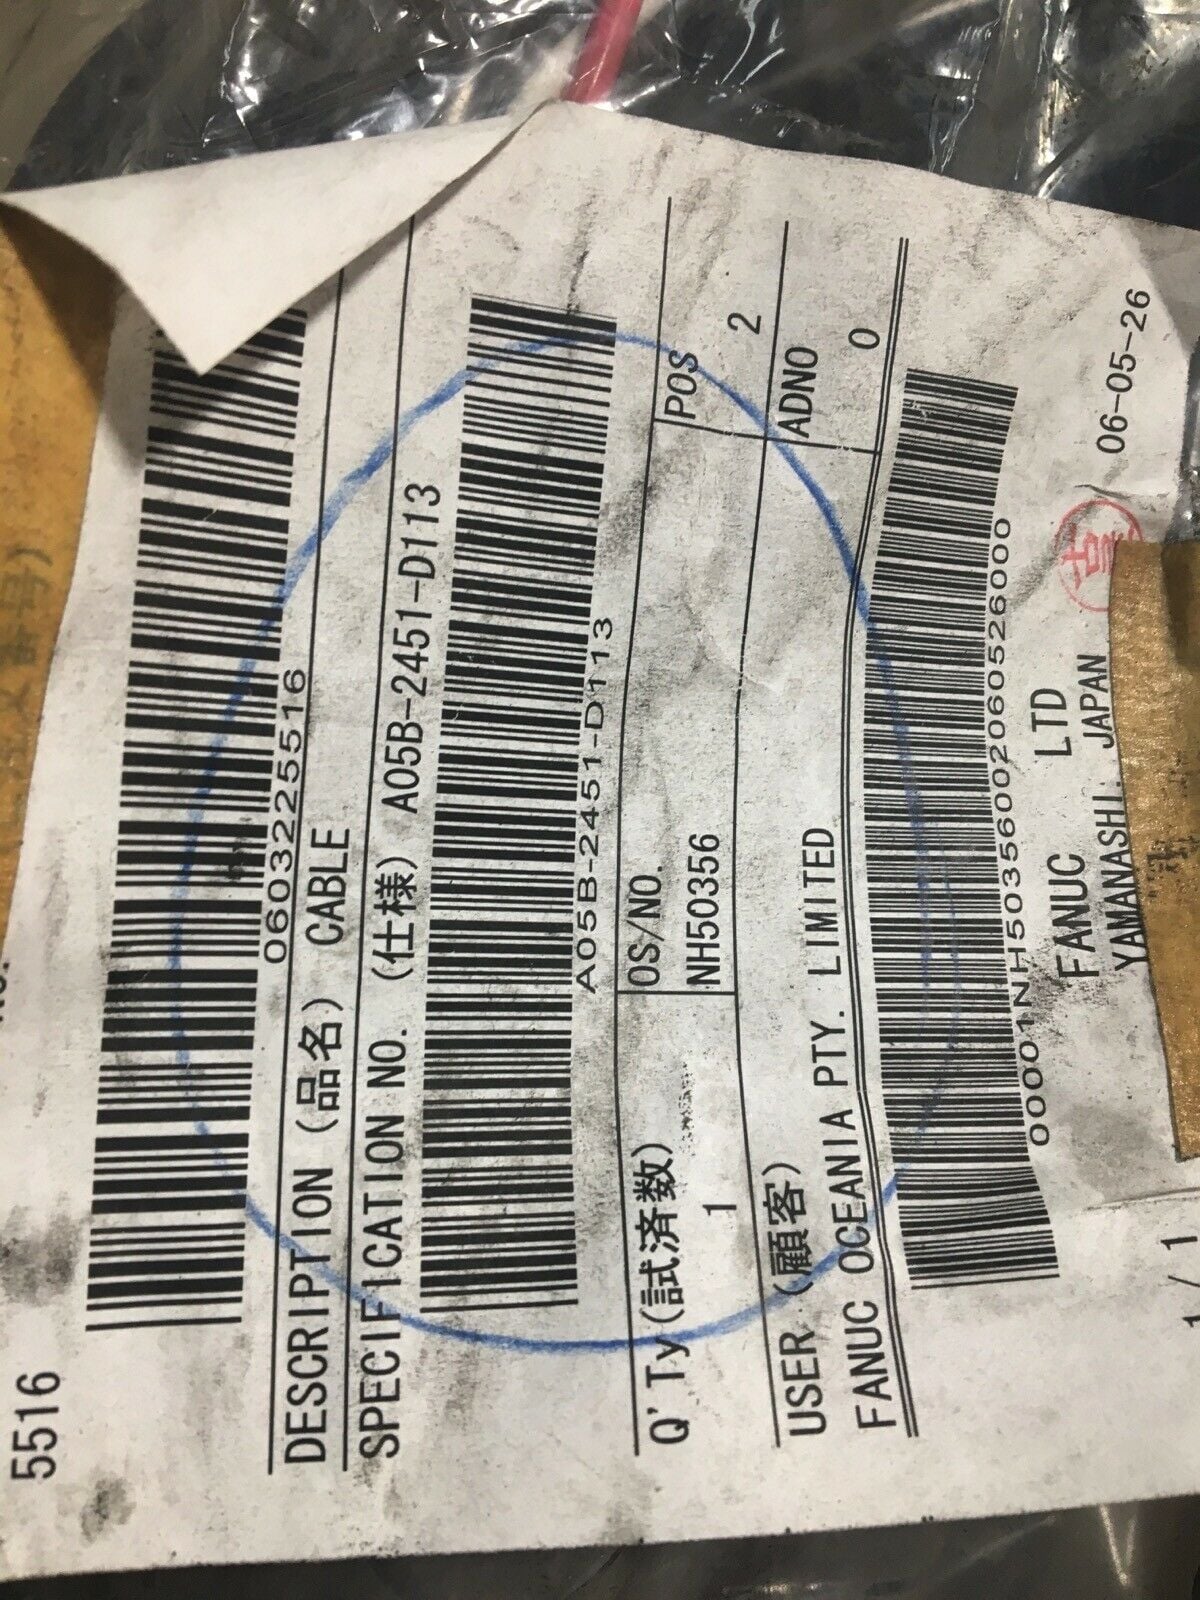 5516
0603225516
DESCRIPTION (品名) CABLE
SPECIFICATION NO. (仕様) A05B-2451-D113
A05B-2451-D113
Q'Ty (試済数) OS/NO. POS
1 NH50356 2
USER (顧客) ADNO
FANUC OCEANIA PTY. LIMITED 0
00001NH50356002060526000
FANUC LTD
YAMANASHI. JAPAN 06-05-26
1 / 1